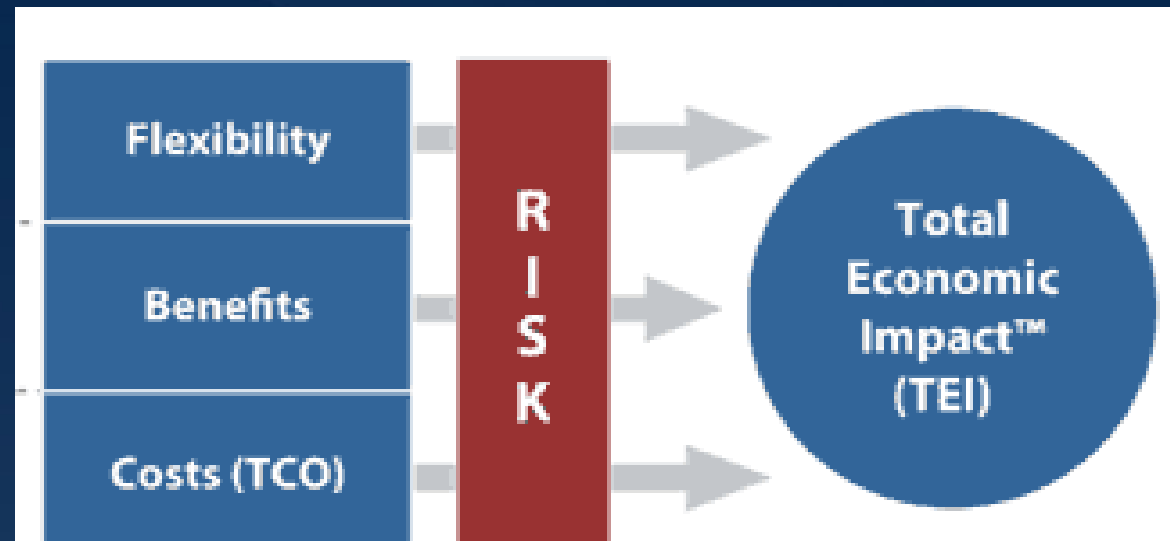 Flexibility
Benefits
Costs (TCO)
R
I
S
K
Total
Economic
Impact™
(TEI)